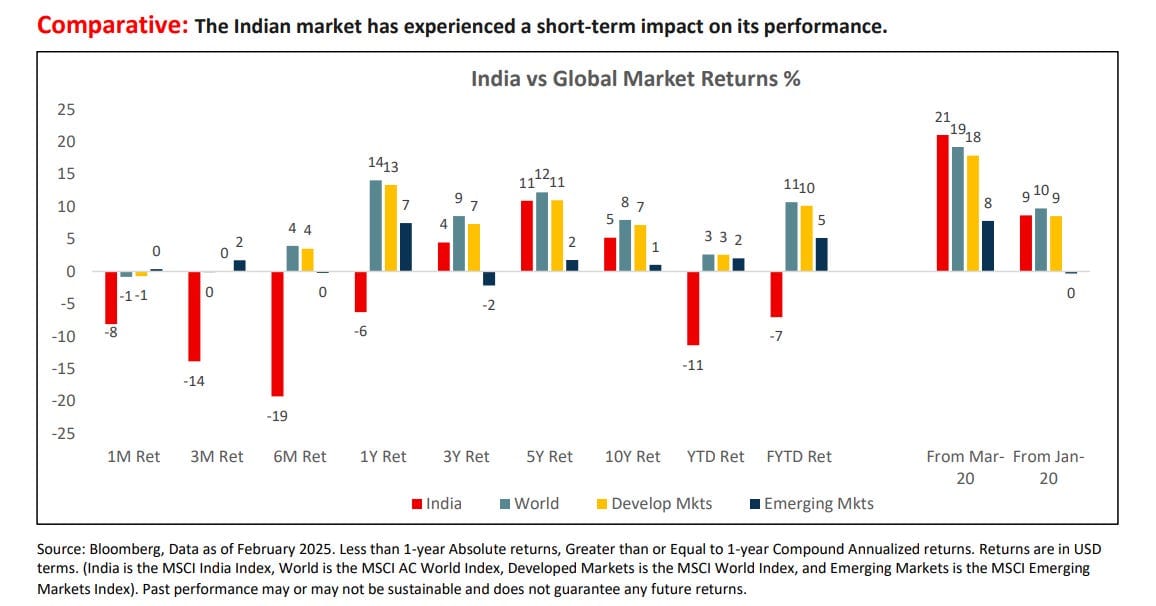 Comparative: The Indian market has experienced a short-term impact on its performance.
India vs Global Market Returns %
25
20
15
10
5
0
-5
-10
-15
-20
-25
-8 -1 -1 0
-14 0 0 2
-19 4 4 0
-6 14 13 7
4 9 7 -2
11 12 11 2
5 8 7 1
-11 3 3 2
-7 11 10 5
21 19 18 8
9 10 9 0
1M Ret 3M Ret 6M Ret 1Y Ret 3Y Ret 5Y Ret 10Y Ret YTD Ret FYTD Ret From Mar- From Jan-
20 20
India World Develop Mkts Emerging Mkts
Source: Bloomberg, Data as of February 2025. Less than 1-year Absolute returns, Greater than or Equal to 1-year Compound Annualized returns. Returns are in USD
terms. (India is the MSCI India Index, World is the MSCI AC World Index, Developed Markets is the MSCI World Index, and Emerging Markets is the MSCI Emerging
Markets Index). Past performance may or may not be sustainable and does not guarantee any future returns.